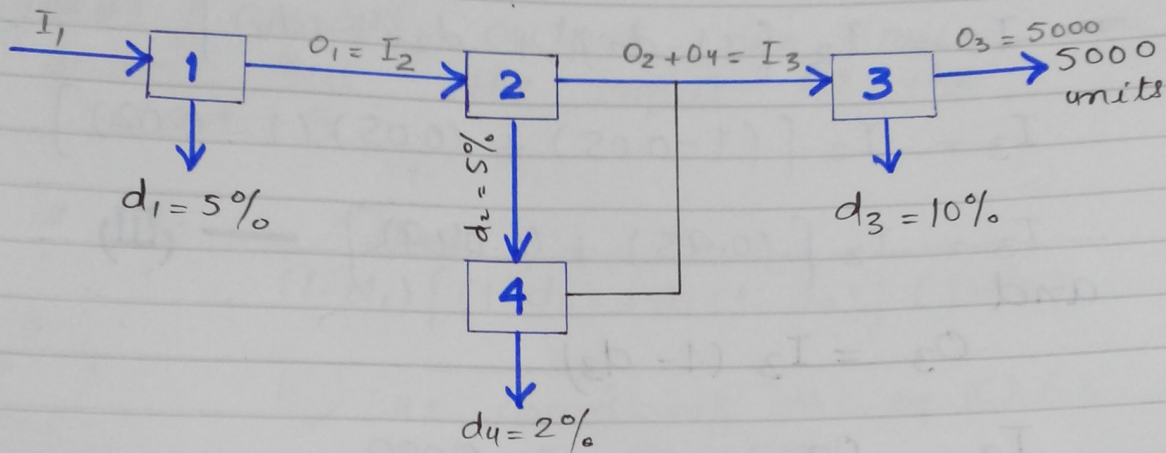 I₁
1
O₁ = I₂
2
O₂ + O4 = I₃
3
O₃ = 5000
5000
units
d₁ = 5%
d₂ = 5%
d₃ = 10%
4
d4 = 2%